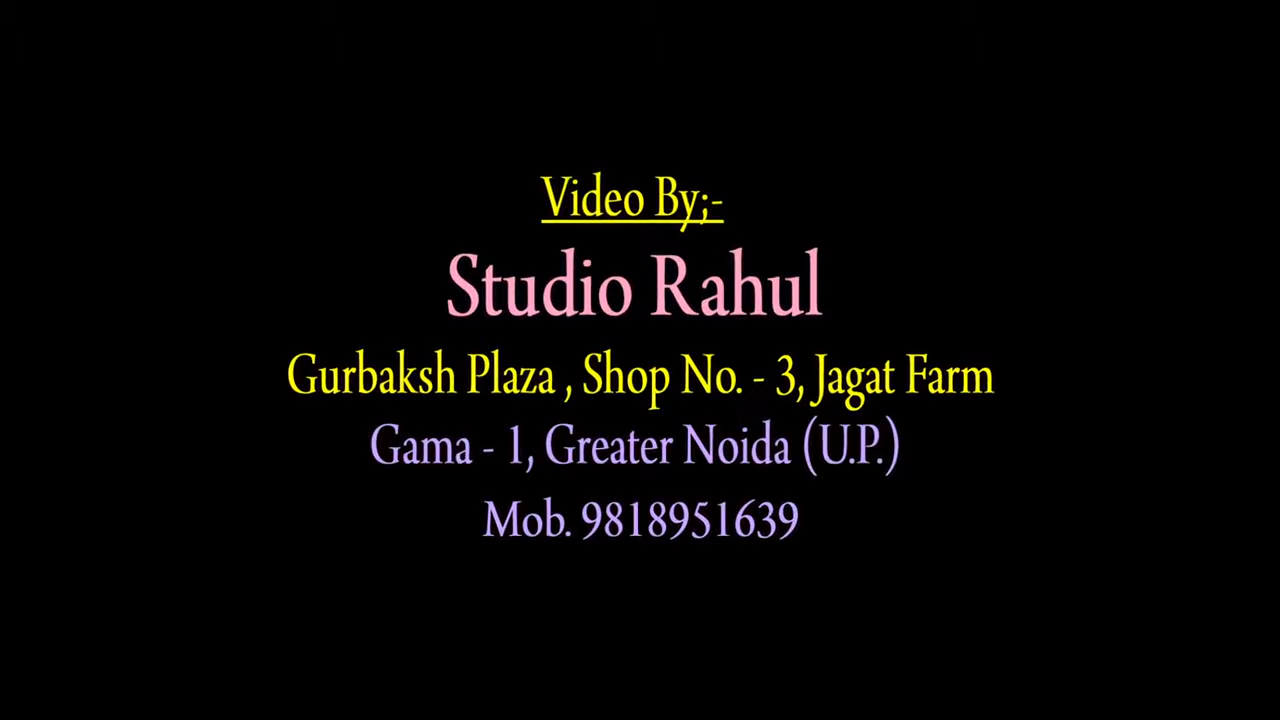 Video By;-
Studio Rahul
Gurbaksh Plaza , Shop No. - 3, Jagat Farm
Gama - 1, Greater Noida (U.P.)
Mob. 9818951639